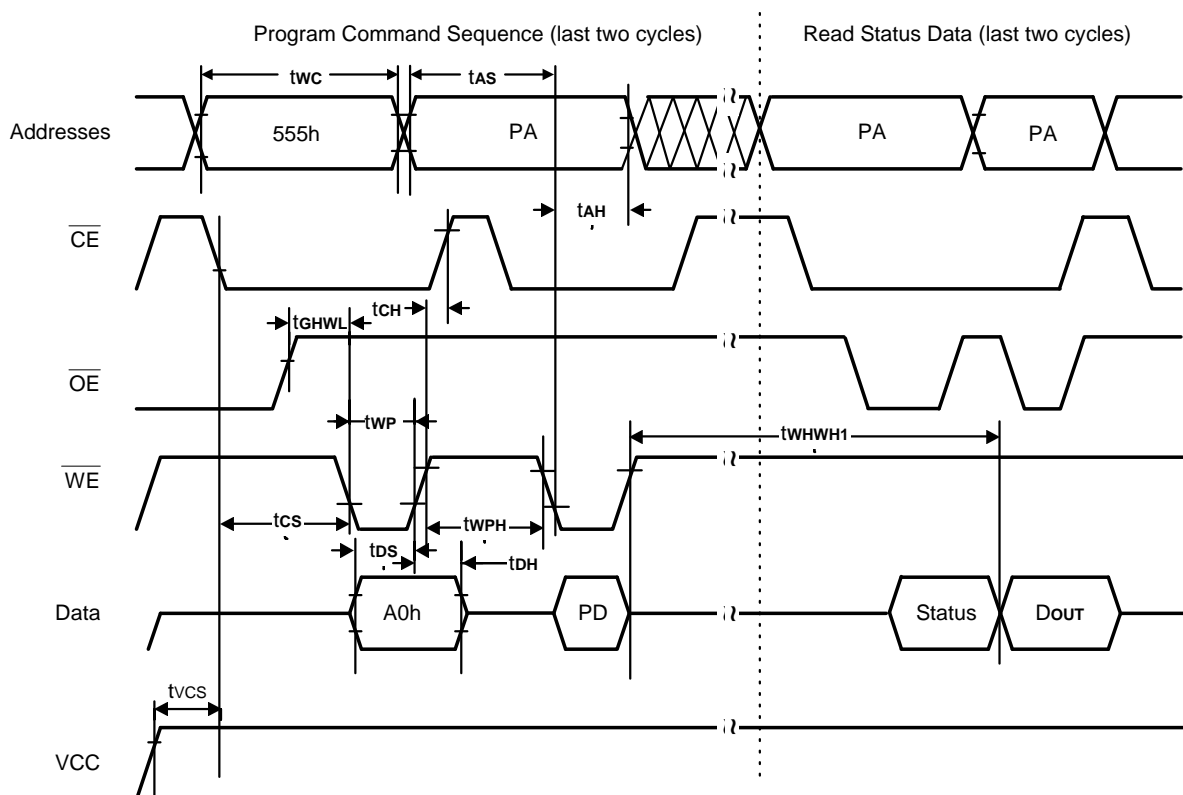 Program Command Sequence (last two cycles) Read Status Data (last two cycles)
tWC tAS
Addresses 555h PA PA PA
tAH
CE
tCH
tGHWL
OE
tWP
tWHWH1
WE
tCS tWPH
tDS tDH
Data A0h PD Status DOUT
tVCS
VCC